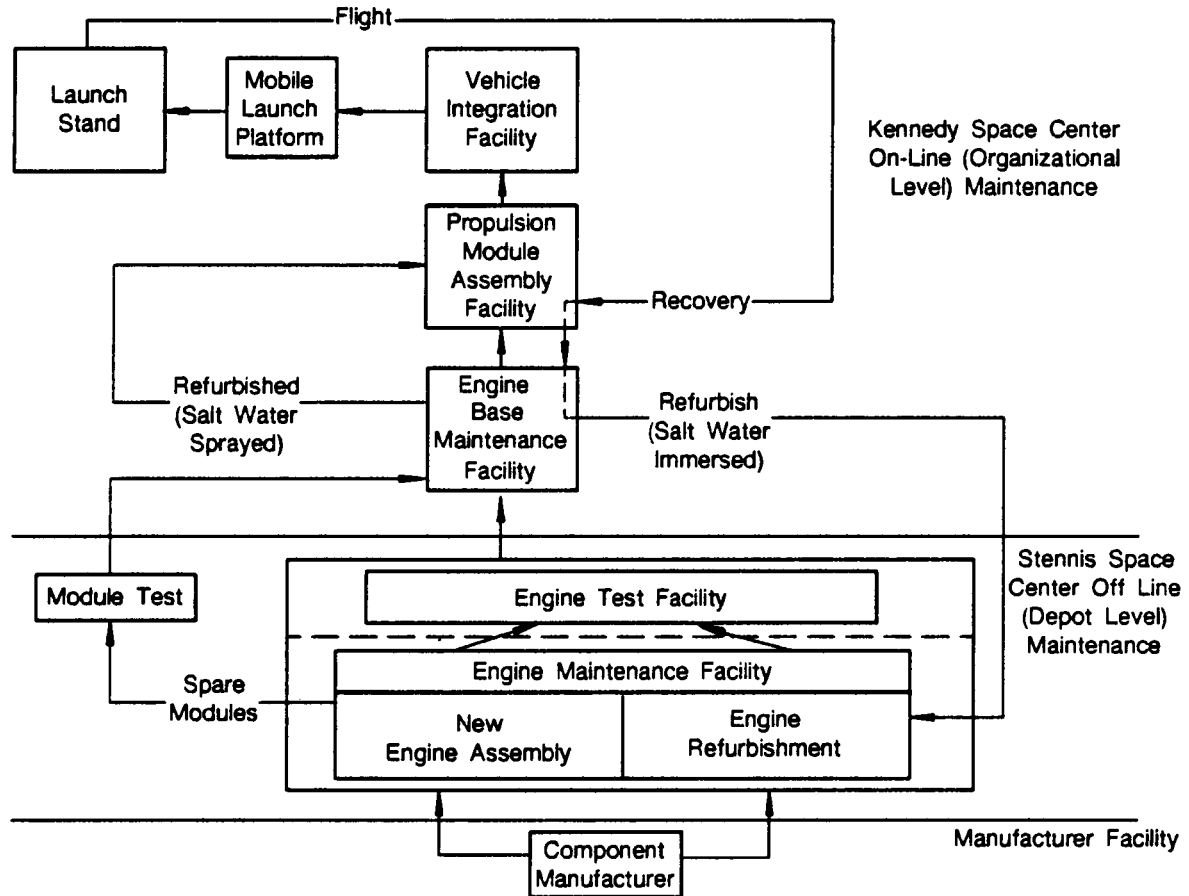 Flight
Launch
Stand
Mobile
Launch
Platform
Vehicle
Integration
Facility
Kennedy Space Center
On-Line (Organizational
Level) Maintenance
Propulsion
Module
Assembly
Facility
Recovery
Refurbished
(Salt Water
Sprayed)
Engine
Base
Maintenance
Facility
Refurbish
(Salt Water
Immersed)
Module Test
Engine Test Facility
Stennis Space
Center Off Line
(Depot Level)
Maintenance
Engine Maintenance Facility
Spare
Modules
New
Engine Assembly
Engine
Refurbishment
Manufacturer Facility
Component
Manufacturer